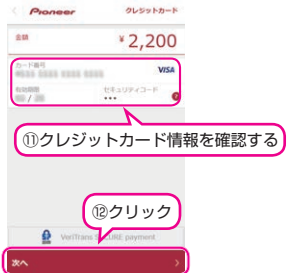 Pioneer クレジットカード
金額 ¥ 2,200
カード番号
VISA
有効期限 セキュリティコード
/ •••
?
⑪クレジットカード情報を確認する
⑫クリック
VeriTrans SECURE payment
次へ